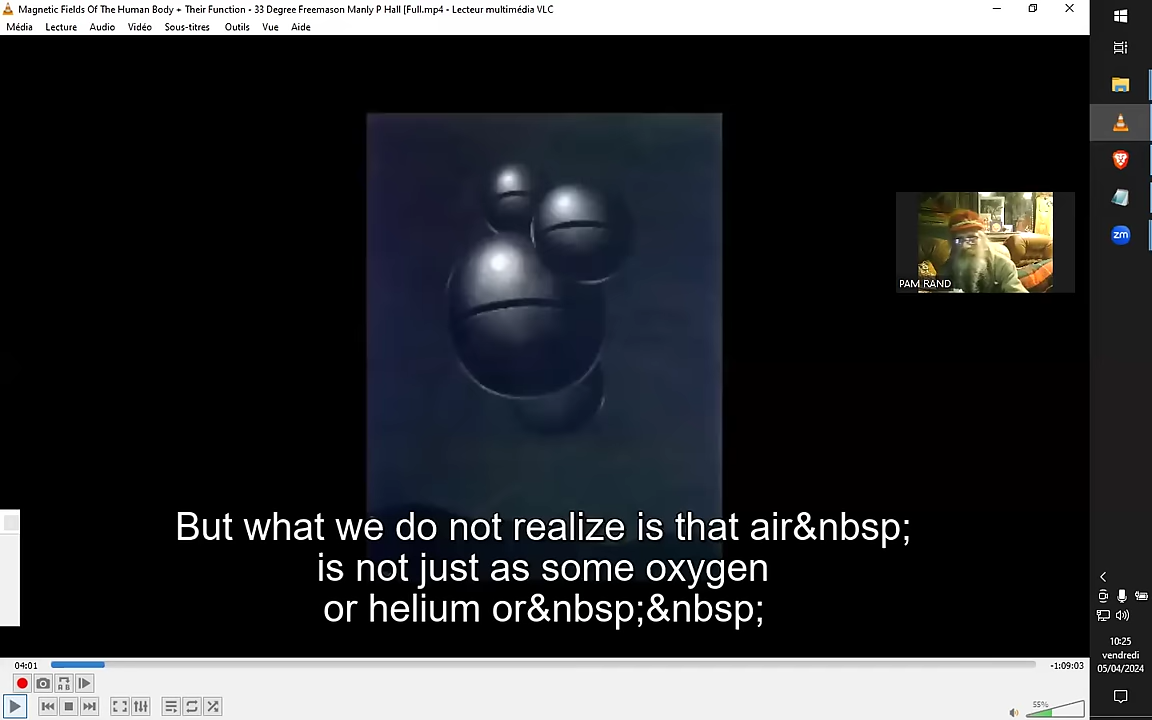 Magnetic Fields Of The Human Body + Their Function - 33 Degree Freemason Manly P Hall [Full.mp4 - Lecteur multimédia VLC
Média Lecture Audio Vidéo Sous-titres Outils Vue Aide
zm
PAM RAND
But what we do not realize is that air&nbsp;
is not just as some oxygen
or helium or&nbsp;&nbsp;
04:01
-1:09:03
55%
10:25
vendredi
05/04/2024